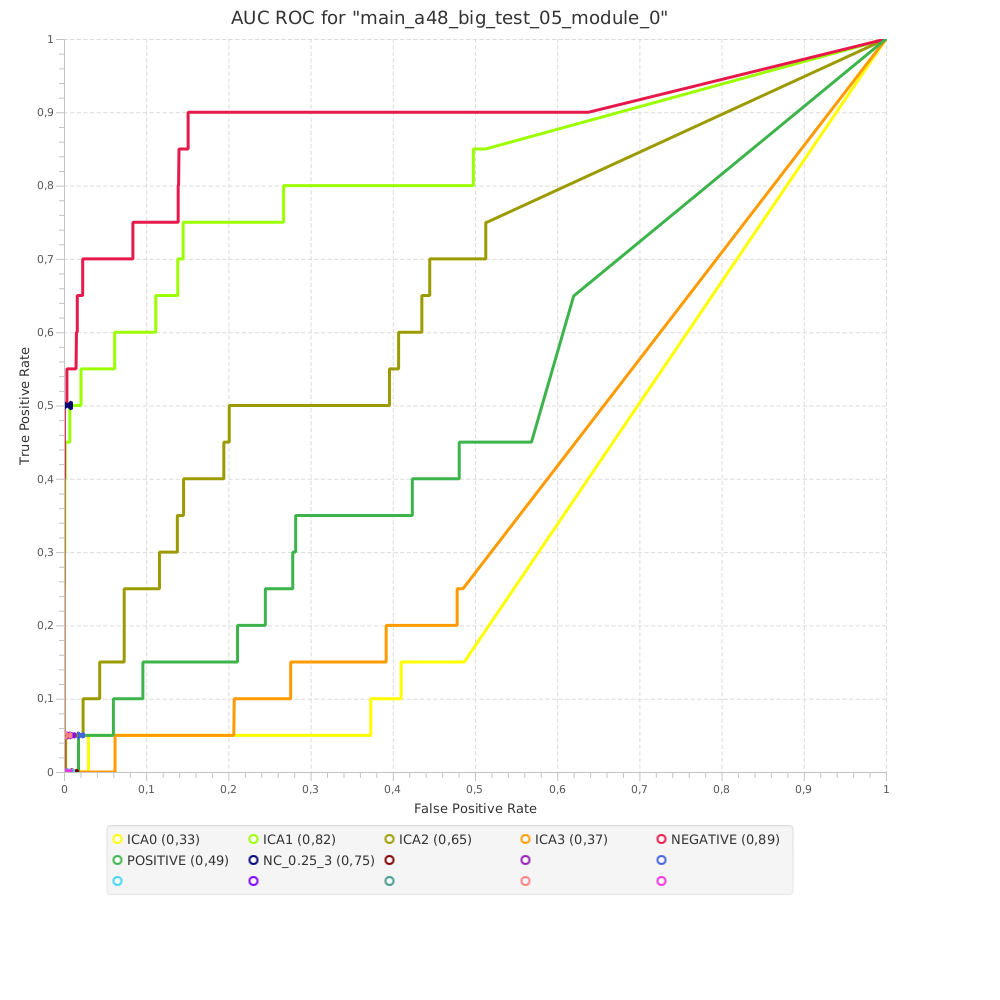 AUC ROC for "main_a48_big_test_05_module_0"
1
0,9
0,8
0,7
0,6
0,5
0,4
0,3
0,2
0,1
0
True Positive Rate
0 0,1 0,2 0,3 0,4 0,5 0,6 0,7 0,8 0,9 1
False Positive Rate
ICA0 (0,33) ICA1 (0,82) ICA2 (0,65) ICA3 (0,37) NEGATIVE (0,89)
POSITIVE (0,49) NC_0.25_3 (0,75)